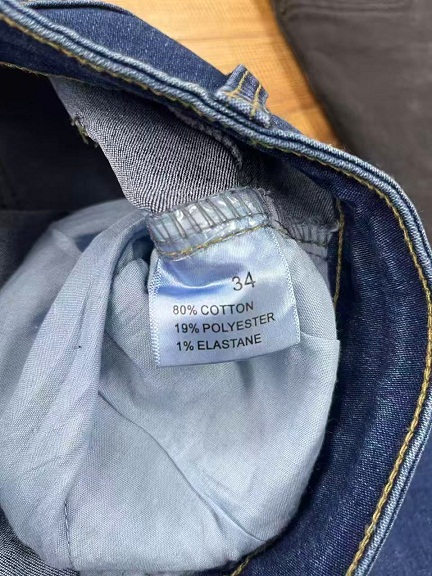 34
80% COTTON
19% POLYESTER
1% ELASTANE